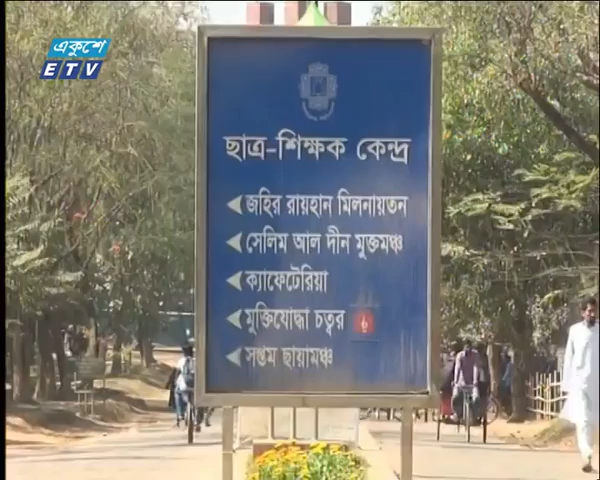 একুশে
ETV
ছাত্র-শিক্ষক কেন্দ্র
জহির রায়হান মিলনায়তন
সেলিম আল দীন মুক্তমঞ্চ
ক্যাফেটেরিয়া
মুক্তিযোদ্ধা চত্বর
সপ্তম ছায়ামঞ্চ